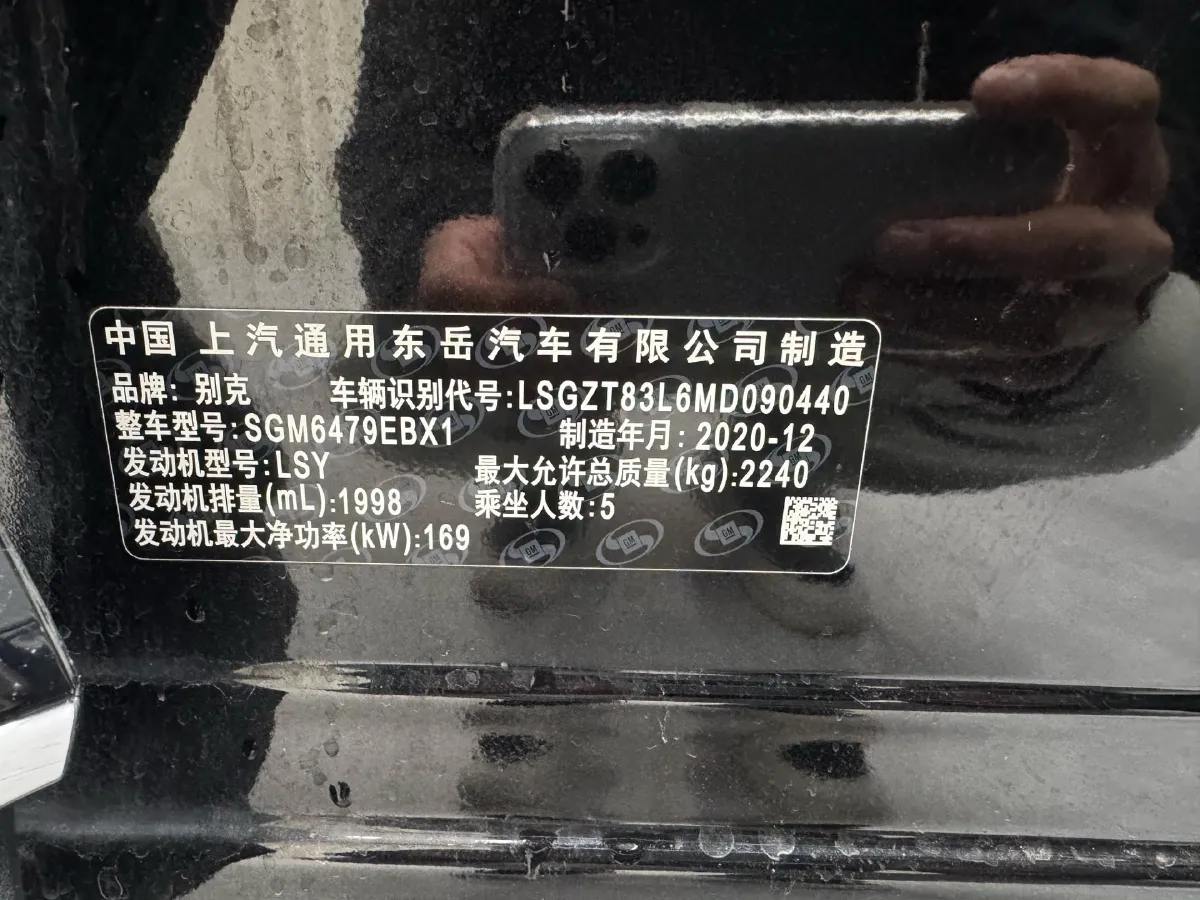 中国 上汽通用东岳汽车有限公司制造
品牌: 别克 车辆识别代号:LSGZT83L6MD090440
整车型号:SGM6479EBX1 制造年月: 2020-12
发动机型号:LSY 最大允许总质量(kg):2240
发动机排量(mL):1998 乘坐人数:5
发动机最大净功率(kW):169
GM
GM
GM